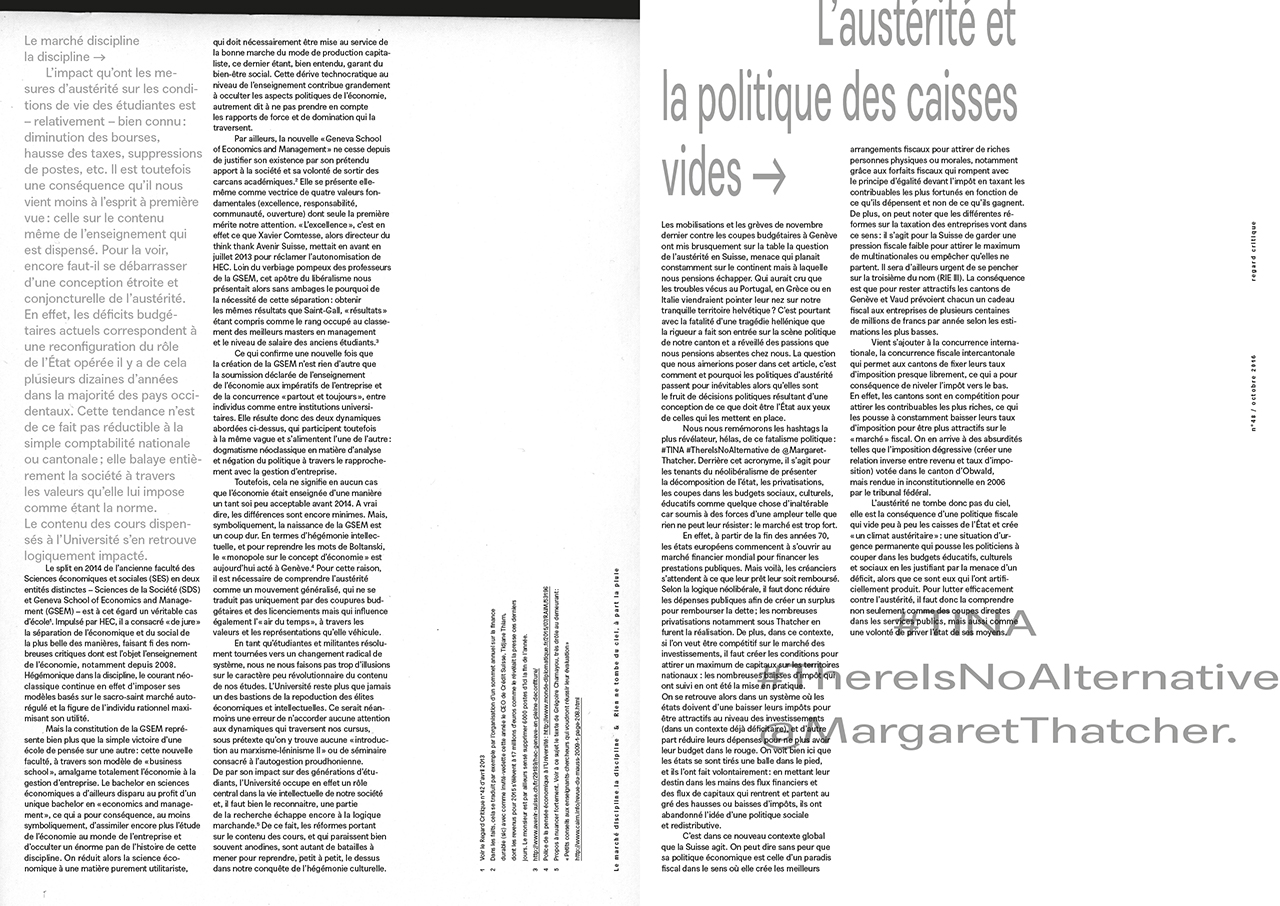 Le marché discipline
la discipline →
L’impact qu’ont les me-
sures d’austérité sur les condi-
tions de vie des étudiantes est
– relativement – bien connu :
diminution des bourses,
hausse des taxes, suppressions
de postes, etc. Il est toutefois
une conséquence qu’il nous
vient moins à l’esprit à première
vue : celle sur le contenu
même de l’enseignement qui
est dispensé. Pour la voir,
encore faut-il se débarrasser
d’une conception étroite et
conjoncturelle de l’austérité.
En effet, les déficits budgé-
taires actuels correspondent à
une reconfiguration du rôle
de l’État opérée il y a de cela
plusieurs dizaines d’années
dans la majorité des pays occi-
dentaux. Cette tendance n’est
de ce fait pas réductible à la
simple comptabilité nationale
ou cantonale ; elle balaye entiè-
rement la société à travers
les valeurs qu’elle lui impose
comme étant la norme.
Le contenu des cours dispen-
sés à l’Université s’en retrouve
logiquement impacté.
Le split en 2014 de l’ancienne faculté des
Sciences économiques et sociales (SES) en deux
entités distinctes – Sciences de la Société (SDS)
et Geneva School of Economics and Manage-
ment (GSEM) – est à cet égard un véritable cas
d’école¹. Impulsé par HEC, il a consacré « de jure »
la séparation de l’économique et du social de
la plus belle des manières, faisant fi des nom-
breuses critiques dont est l’objet l’enseignement
de l’économie, notamment depuis 2008.
Hégémonique dans la discipline, le courant néo-
classique continue en effet d’imposer ses
modèles basés sur le sacro-saint marché auto-
régulé et la figure de l’individu rationnel maxi-
misant son utilité.
Mais la constitution de la GSEM repré-
sente bien plus que la simple victoire d’une
école de pensée sur une autre : cette nouvelle
faculté, à travers son modèle de « business
school », amalgame totalement l’économie à la
gestion d’entreprise. Le bachelor en sciences
économiques a d’ailleurs disparu au profit d’un
unique bachelor en « economics and manage-
ment », ce qui a pour conséquence, au moins
symboliquement, d’assimiler encore plus l’étude
de l’économie au monde de l’entreprise et
d’occulter un énorme pan de l’histoire de cette
discipline. On réduit alors la science éco-
nomique à une matière purement utilitariste,
qui doit nécessairement être mise au service de
la bonne marche du mode de production capita-
liste, ce dernier étant, bien entendu, garant du
bien-être social. Cette dérive technocratique au
niveau de l’enseignement contribue grandement
à occulter les aspects politiques de l’économie,
autrement dit à ne pas prendre en compte
les rapports de force et de domination qui la
traversent.
Par ailleurs, la nouvelle « Geneva School
of Economics and Management » ne cesse depuis
de justifier son existence par son prétendu
apport à la société et sa volonté de sortir des
carcans académiques.² Elle se présente elle-
même comme vectrice de quatre valeurs fon-
damentales (excellence, responsabilité,
communauté, ouverture) dont seule la première
mérite notre attention. « L’excellence », c’est en
effet ce que Xavier Comtesse, alors directeur du
think thank Avenir Suisse, mettait en avant en
juillet 2013 pour réclamer l’autonomisation de
HEC. Loin du verbiage pompeux des professeurs
de la GSEM, cet apôtre du libéralisme nous
présentait alors sans ambages le pourquoi de
la nécessité de cette séparation : obtenir
les mêmes résultats que Saint-Gall, « résultats »
étant compris comme le rang occupé au classe-
ment des meilleurs masters en management
et le niveau de salaire des anciens étudiants.³
Ce qui confirme une nouvelle fois que
la création de la GSEM n’est rien d’autre que
la soumission déclarée de l’enseignement
de l’économie aux impératifs de l’entreprise et
de la concurrence « partout et toujours », entre
individus comme entre institutions universi-
taires. Elle résulte donc des deux dynamiques
abordées ci-dessus, qui participent toutefois
à la même vague et s’alimentent l’une de l’autre :
dogmatisme néoclassique en matière d’analyse
et négation du politique à travers le rapproche-
ment avec la gestion d’entreprise.
Toutefois, cela ne signifie en aucun cas
que l’économie était enseignée d’une manière
un tant soi peu acceptable avant 2014. A vrai
dire, les différences sont encore minimes. Mais,
symboliquement, la naissance de la GSEM est
un coup dur. En termes d’hégémonie intellec-
tuelle, et pour reprendre les mots de Boltanski,
le « monopole sur le concept d’économie » est
aujourd’hui acté à Genève.⁴ Pour cette raison,
il est nécessaire de comprendre l’austérité
comme un mouvement généralisé, qui ne se
traduit pas uniquement par des coupures bud-
gétaires et des licenciements mais qui influence
également l’« air du temps », à travers les
valeurs et les représentations qu’elle véhicule.
En tant qu’étudiantes et militantes résolu-
ment tournées vers un changement radical de
système, nous ne nous faisons pas trop d’illusions
sur le caractère peu révolutionnaire du contenu
de nos études. L’Université reste plus que jamais
un des bastions de la repoduction des élites
économiques et intellectuelles. Ce serait néan-
moins une erreur de n’accorder aucune attention
aux dynamiques qui traversent nos cursus,
sous prétexte qu’on y trouve aucune « introduc-
tion au marxisme-léninisme II » ou de séminaire
consacré à l’autogestion proudhonienne.
De par son impact sur des générations d’étu-
diants, l’Université occupe en effet un rôle
central dans la vie intellectuelle de notre société
et, il faut bien le reconnaitre, une partie
de la recherche échappe encore à la logique
marchande.⁵ De ce fait, les réformes portant
sur le contenu des cours, et qui paraissent bien
souvent anodines, sont autant de batailles à
mener pour reprendre, petit à petit, le dessus
dans notre conquête de l’hégémonie culturelle.
1 Voir le Regard Critique n°42 d’avril 2013
2 Dans les faits, cela se traduit par exemple par l’organisation d’un sommet annuel sur la finance
durable (sic) avec comme invité-vedette cette année le CEO de Crédit Suisse, Tidjane Thiam,
dont les revenus pour 2015 s’élèvent à 17 millions d’euros comme le révélait la presse ces derniers
jours. Le monsieur est par ailleurs sensé supprimer 6000 postes d’ici la fin de l’année.
3
4 Police de la pensée économique à l’Université :
5 Propos à nuancer fortement. Voir à ce sujet le texte de Grégoire Chamayou, très drôle au demeurant :
« Petits conseils aux enseignants-chercheurs qui voudront réussir leur évaluation »
Le marché discipline la discipline & Rien ne tombe du ciel, à part la pluie
L’austérité et
la politique des caisses
vides →
Les mobilisations et les grèves de novembre
dernier contre les coupes budgétaires à Genève
ont mis brusquement sur la table la question
de l’austérité en Suisse, menace qui planait
constamment sur le continent mais à laquelle
nous pensions échapper. Qui aurait cru que
les troubles vécus au Portugal, en Grèce ou en
Italie viendraient pointer leur nez sur notre
tranquille territoire helvétique ? C’est pourtant
avec la fatalité d’une tragédie hellénique que
la rigueur a fait son entrée sur la scène politique
de notre canton et a réveillé des passions que
nous pensions absentes chez nous. La question
que nous aimerions poser dans cet article, c’est
comment et pourquoi les politiques d’austérité
passent pour inévitables alors qu’elles sont
le fruit de décisions politiques résultant d’une
conception de ce que doit être l’État aux yeux
de celles qui les mettent en place.
Nous nous remémorons les hashtags la
plus révelateur, hélas, de ce fatalisme politique :
#TINA #ThereIsNoAlternative de @Margaret-
Thatcher. Derrière cet acronyme, il s’agit pour
les tenants du néolibéralisme de présenter
la décomposition de l’état, les privatisations,
les coupes dans les budgets sociaux, culturels,
éducatifs comme quelque chose d’inaltérable
car soumis à des forces d’une ampleur telle que
rien ne peut leur résister : le marché est trop fort.
En effet, à partir de la fin des années 70,
les états européens commencent à s’ouvrir au
marché financier mondial pour financer les
prestations publiques. Mais voilà, les créanciers
s’attendent à ce que leur prêt leur soit remboursé.
Selon la logique néolibérale, il faut donc réduire
les dépenses publiques afin de créer un surplus
pour rembourser la dette ; les nombreuses
privatisations notamment sous Thatcher en
furent la réalisation. De plus, dans ce contexte,
si l’on veut être compétitif sur le marché des
investissements, il faut créer les conditions pour
attirer un maximum de capitaux sur les territoires
nationaux : les nombreuses baisses d’impôt qui
ont suivi en ont été la mise en pratique.
On se retrouve alors dans un système où les
états doivent d’une baisser leurs impôts pour
être attractifs au niveau des investissements
(dans un contexte déjà déficitaire) et d’autre
part réduire leurs dépenses pour ne plus avoir
leur budget dans le rouge. On voit bien ici que
les états se sont tirés une balle dans le pied,
et ils l’ont fait volontairement : en mettant leur
destin dans les mains des flux financiers et
des flux de capitaux qui rentrent et partent au
gré des hausses ou baisses d’impôts, ils ont
abandonné l’idée d’une politique sociale
et redistributive.
C’est dans ce nouveau contexte global
que la Suisse agit. On peut dire sans peur que
sa politique économique est celle d’un paradis
fiscal dans le sens où elle crée les meilleurs
arrangements fiscaux pour attirer de riches
personnes physiques ou morales, notamment
grâce aux forfaits fiscaux qui rompent avec
le principe d’égalité devant l’impôt en taxant les
contribuables les plus fortunés en fonction de
ce qu’ils dépensent et non de ce qu’ils gagnent.
De plus, on peut noter que les différentes ré-
formes sur la taxation des entreprises vont dans
ce sens : il s’agit pour la Suisse de garder une
pression fiscale faible pour attirer le maximum
de multinationales ou empêcher qu’elles ne
partent. Il sera d’ailleurs urgent de se pencher
sur la troisième du nom (RIE III). La conséquence
est que pour rester attractifs les cantons de
Genève et Vaud prévoient chacun un cadeau
fiscal aux entreprises de plusieurs centaines
de millions de francs par année selon les esti-
mations les plus basses.
Vient s’ajouter à la concurrence interna-
tionale, la concurrence fiscale intercantonale
qui permet aux cantons de fixer leurs taux
d’imposition presque librement, ce qui a pour
conséquence de niveler l’impôt vers le bas.
En effet, les cantons sont en compétition pour
attirer les contribuables les plus riches, ce qui
les pousse à constamment baisser leurs taux
d’imposition pour être plus attractifs sur le
« marché » fiscal. On en arrive à des absurdités
telles que l’imposition dégressive (créer une
relation inverse entre revenu et taux d’impo-
sition) votée dans le canton d’Obwald,
mais rendue in inconstitutionnelle en 2006
par le tribunal fédéral.
L’austérité ne tombe donc pas du ciel,
elle est la conséquence d’une politique fiscale
qui vide peu à peu les caisses de l’État et crée
« un climat austéritaire » : une situation d’ur-
gence permanente qui pousse les politiciens à
couper dans les budgets éducatifs, culturels
et sociaux en les justifiant par la menace d’un
déficit, alors que ce sont eux qui l’ont artifi-
ciellement produit. Pour lutter efficacement
contre l’austérité, il faut donc la comprendre
non seulement comme des coupes directes
dans les services publics, mais aussi comme
une volonté de priver l’état de ses moyens.
#TINA
#ThereIsNoAlternative
@MargaretThatcher.
regard critique
n°48 / octobre 2016